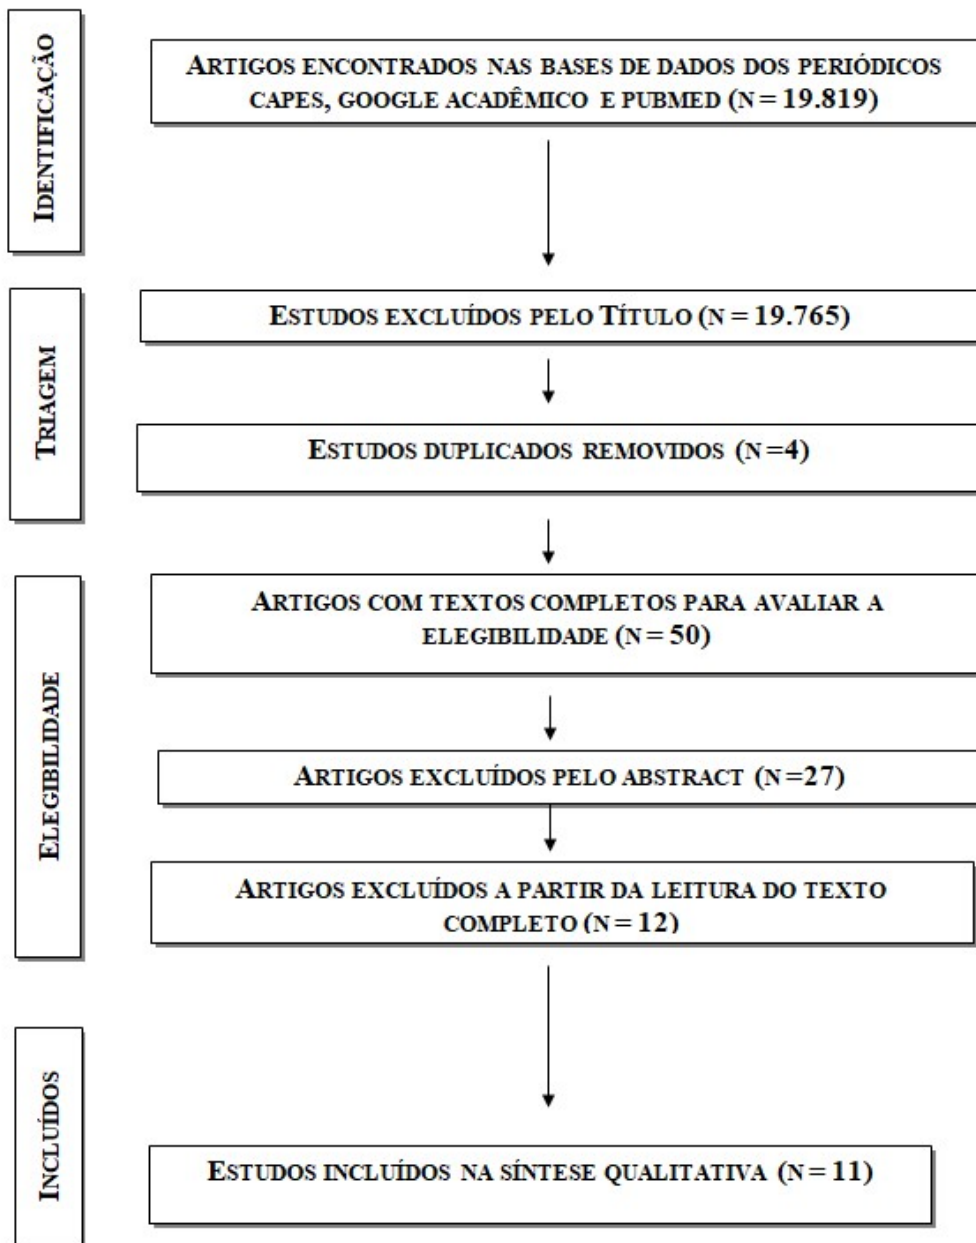 IDENTIFICAÇÃO
ARTIGOS ENCONTRADOS NAS BASES DE DADOS DOS PERIÓDICOS
CAPES, GOOGLE ACADÊMICO E PUBMED (N = 19.819)
TRIAGEM
ESTUDOS EXCLUÍDOS PELO TÍTULO (N = 19.765)
ESTUDOS DUPLICADOS REMOVIDOS (N =4)
ELEGIBILIDADE
ARTIGOS COM TEXTOS COMPLETOS PARA AVALIAR A
ELEGIBILIDADE (N = 50)
ARTIGOS EXCLUÍDOS PELO ABSTRACT (N =27)
ARTIGOS EXCLUÍDOS A PARTIR DA LEITURA DO TEXTO
COMPLETO (N = 12)
INCLUÍDOS
ESTUDOS INCLUÍDOS NA SÍNTESE QUALITATIVA (N = 11)